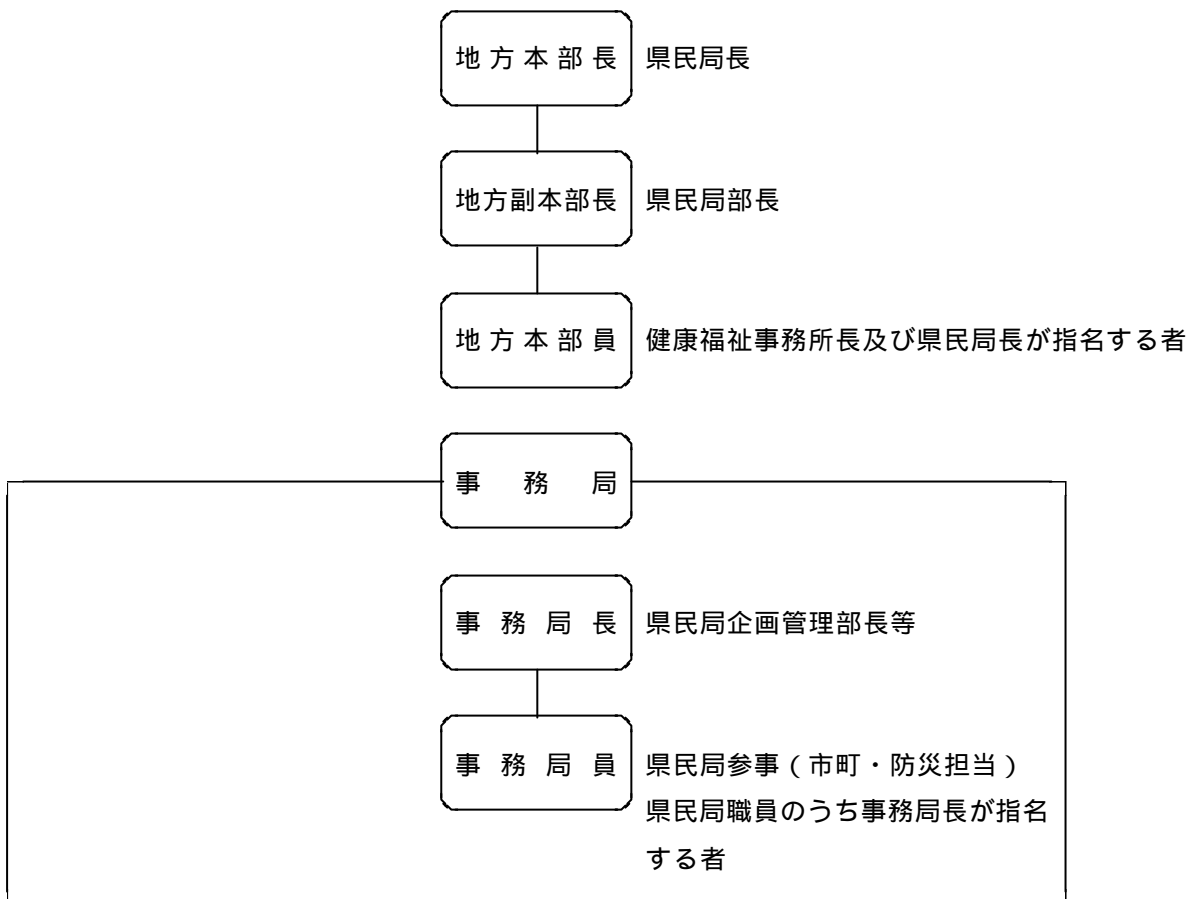 地方本部長 県民局長
地方副本部長 県民局部長
地方本部員 健康福祉事務所長及び県民局長が指名する者
事務局
事務局長 県民局企画管理部長等
事務局員 県民局参事（市町・防災担当）
県民局職員のうち事務局長が指名
する者